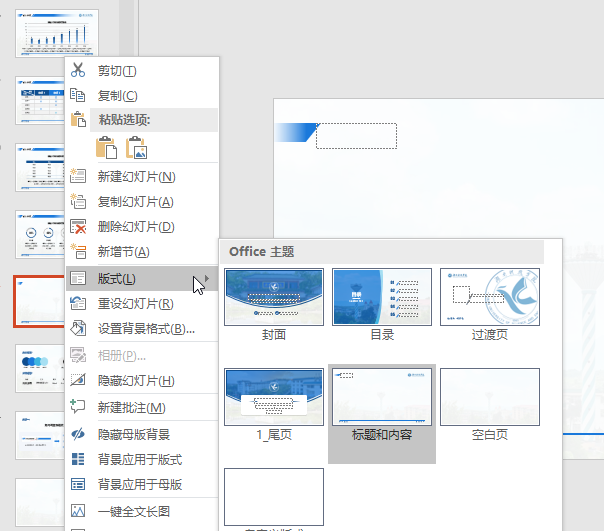 剪切(T)
复制(C)
粘贴选项:
新建幻灯片(N)
复制幻灯片(A)
删除幻灯片(D)
新增节(A)
版式(L)
重设幻灯片(R)
设置背景格式(B)...
相册(P)...
隐藏幻灯片(H)
新建批注(M)
隐藏母版背景
背景应用于版式
背景应用于母版
一键全文长图
Office 主题
封面
目录
过渡页
1_尾页
标题和内容
空白页